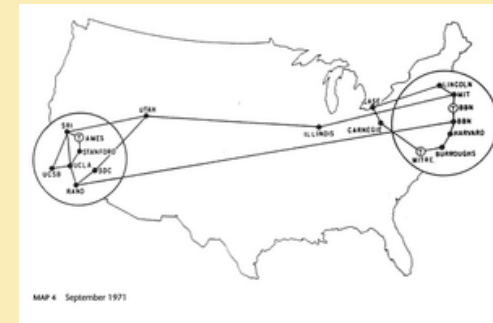 SRI
AMES
STANFORD
UCLA
UCSB
SDC
RAND
UTAH
ILLINOIS
CASE
CARNEGIE
LINCOLN
MIT
BBN
BBN
HARVARD
BURROUGHS
MITRE
T
T
T
MAP 4 September 1971